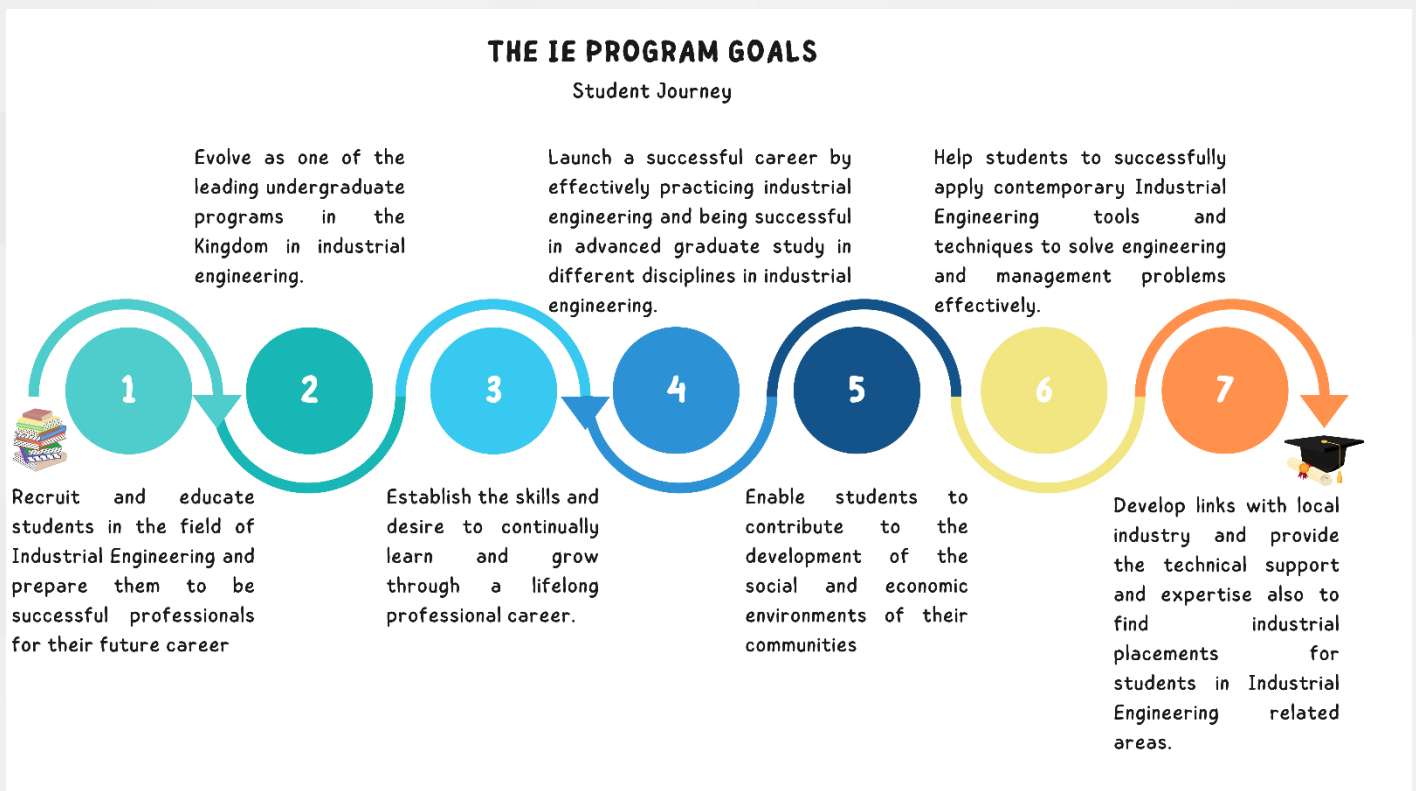 THE IE PROGRAM GOALS
Student Journey
1
Recruit and educate
students in the field of
Industrial Engineering and
prepare them to be
successful professionals
for their future career
2
Evolve as one of the
leading undergraduate
programs in the
Kingdom in industrial
engineering.
3
Establish the skills and
desire to continually
learn and grow
through a lifelong
professional career.
4
Launch a successful career by
effectively practicing industrial
engineering and being successful
in advanced graduate study in
different disciplines in industrial
engineering.
5
Enable students to
contribute to the
development of the
social and economic
environments of their
communities
6
Help students to successfully
apply contemporary Industrial
Engineering tools and
techniques to solve engineering
and management problems
effectively.
7
Develop links with local
industry and provide
the technical support
and expertise also to
find industrial
placements for
students in Industrial
Engineering related
areas.